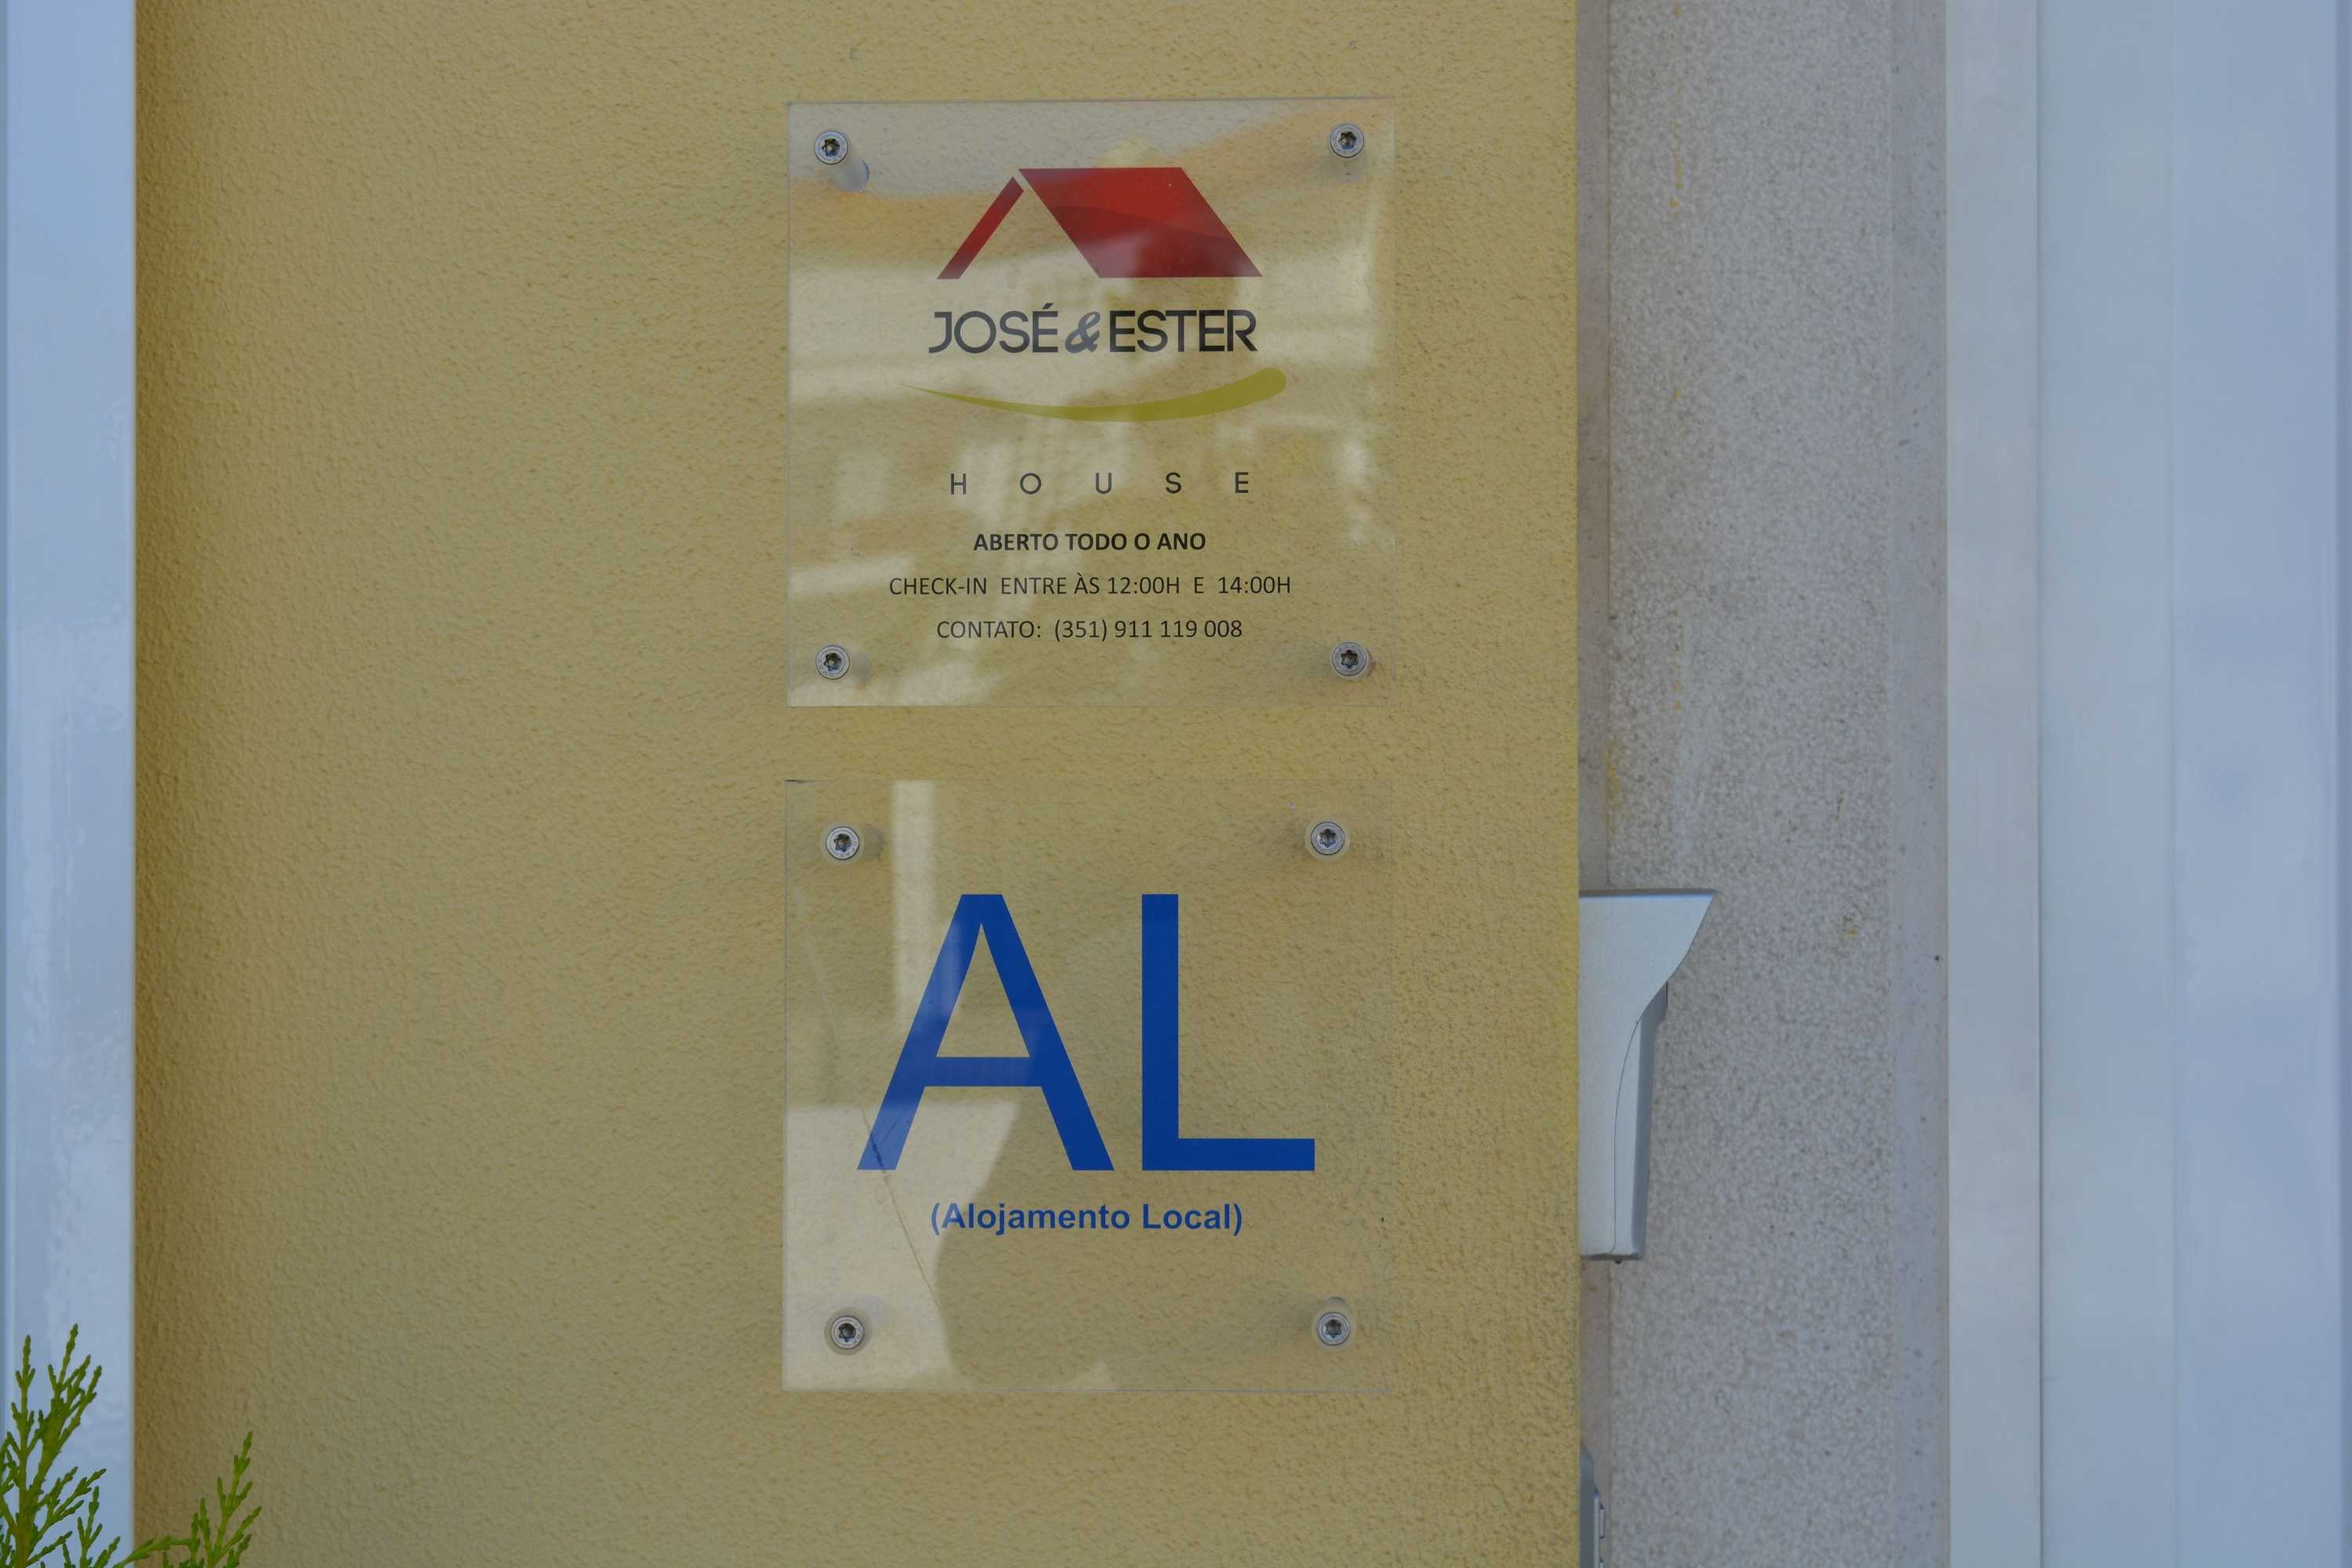 JOSÉ & ESTER
HOUSE
ABERTO TODO O ANO
CHECK-IN ENTRE ÀS 12:00H E 14:00H
CONTATO: (351) 911 119 008
AL
(Alojamento Local)